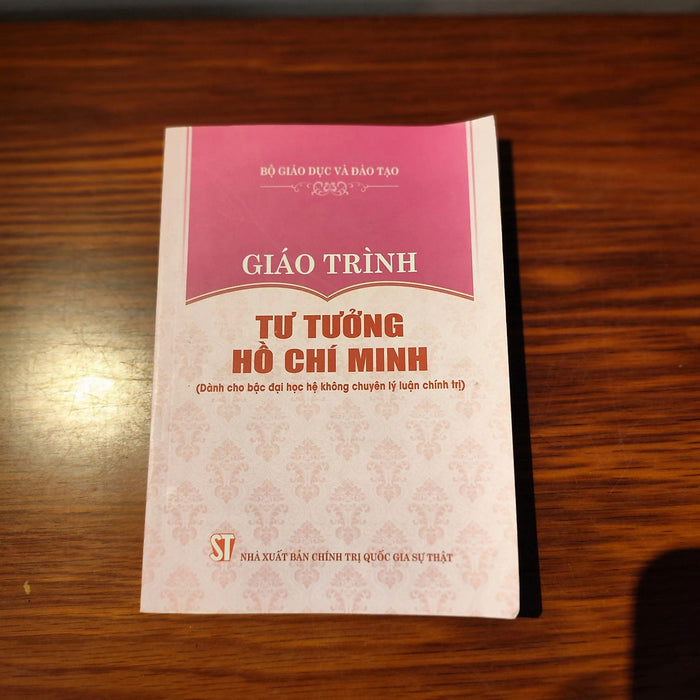 BỘ GIÁO DỤC VÀ ĐÀO TẠO
GIÁO TRÌNH
TƯ TƯỞNG
HỒ CHÍ MINH
(Dành cho bậc đại học hệ không chuyên lý luận chính trị)
ST NHÀ XUẤT BẢN CHÍNH TRỊ QUỐC GIA SỰ THẬT